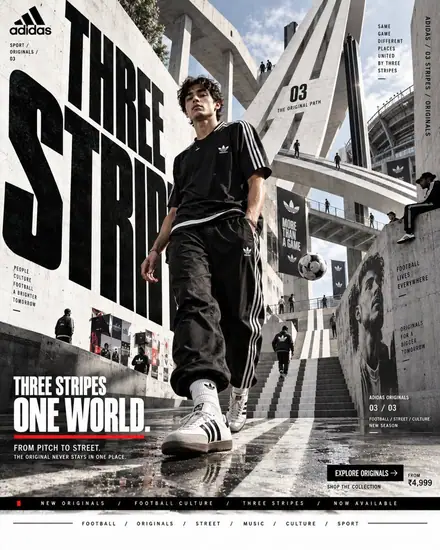 adidas
SPORT /
ORIGINALS /
03
THREE
STRIP
SAME
GAME
DIFFERENT
PLACES
UNITED
BY THREE
STRIPES
ADIDAS / 03 STRIPES / ORIGINALS
03
THE ORIGINAL PATH
MORE
THAN
A GAME
PEOPLE
CULTURE
FOOTBALL
A BRIGHTER
TOMORROW
FOOTBALL
LIVES
EVERYWHERE
ORIGINALS
FOR A
BIGGER
TOMORROW
THREE STRIPES
ONE WORLD.
FROM PITCH TO STREET.
THE ORIGINAL NEVER STAYS IN ONE PLACE.
ADIDAS ORIGINALS
03 / 03
FOOTBALL / STREET / CULTURE
NEW SEASON
EXPLORE ORIGINALS →
SHOP THE COLLECTION
FROM
₹4,999
NEW ORIGINALS / FOOTBALL CULTURE / THREE STRIPES / NOW AVAILABLE
FOOTBALL / ORIGINALS / STREET / MUSIC / CULTURE / SPORT